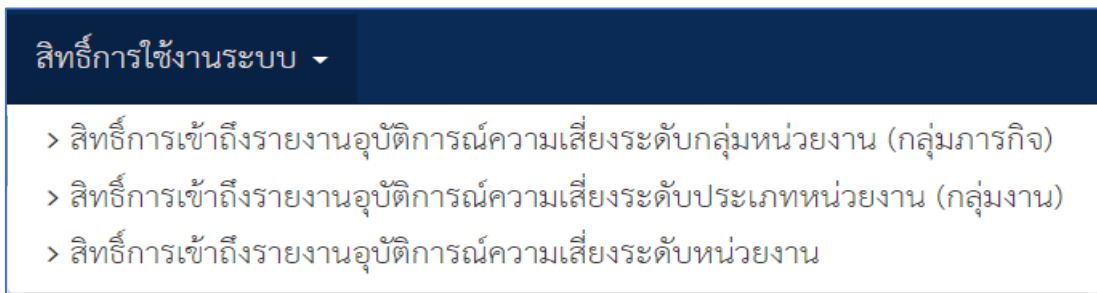 สิทธิ์การใช้งานระบบ
> สิทธิ์การเข้าถึงรายงานอุบัติการณ์ความเสี่ยงระดับกลุ่มหน่วยงาน (กลุ่มภารกิจ)
> สิทธิ์การเข้าถึงรายงานอุบัติการณ์ความเสี่ยงระดับประเภทหน่วยงาน (กลุ่มงาน)
> สิทธิ์การเข้าถึงรายงานอุบัติการณ์ความเสี่ยงระดับหน่วยงาน